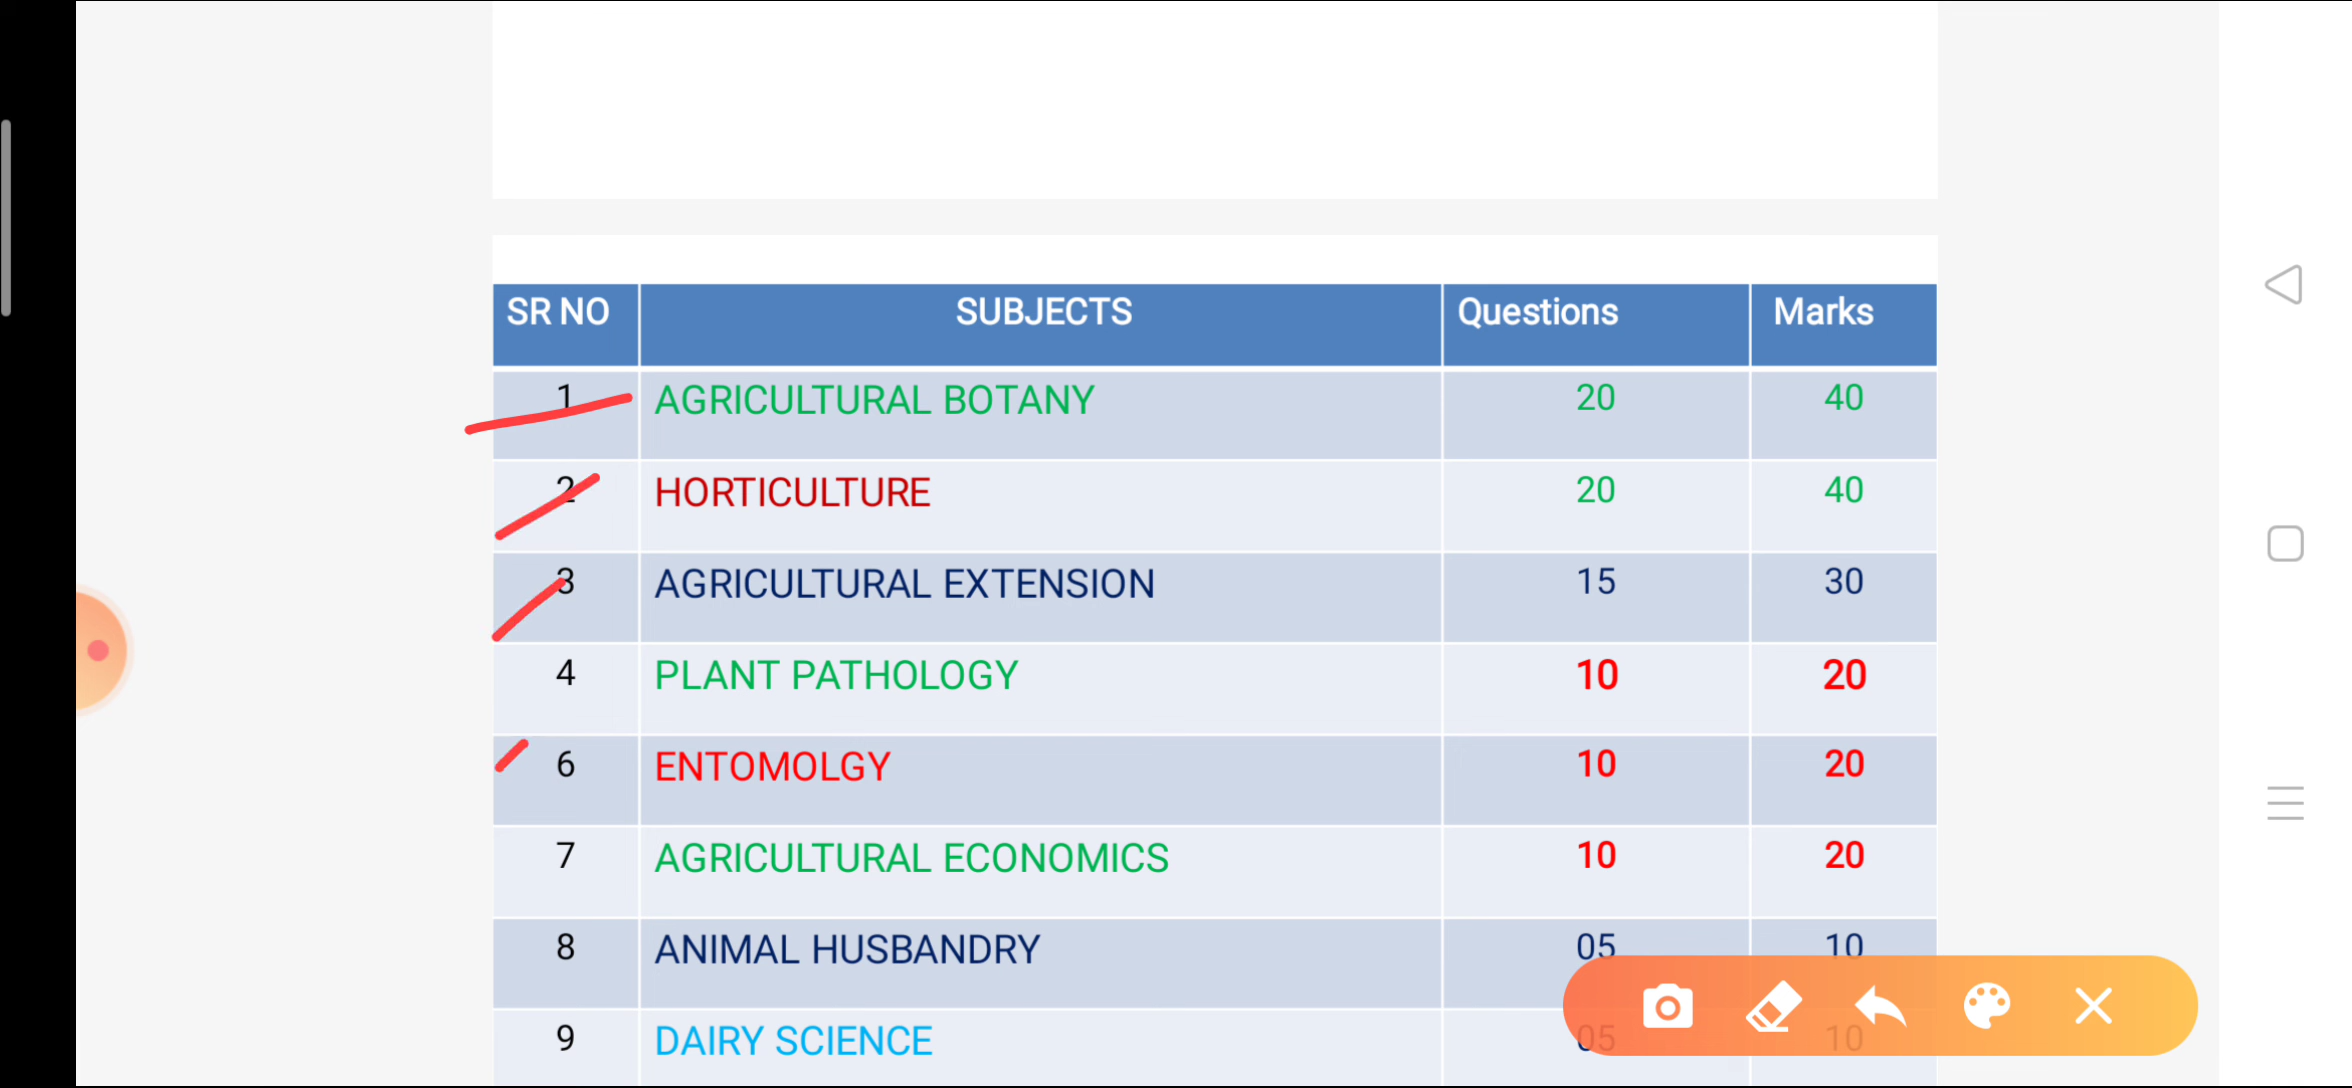 SR NO SUBJECTS Questions Marks
1 AGRICULTURAL BOTANY 20 40
2 HORTICULTURE 20 40
3 AGRICULTURAL EXTENSION 15 30
4 PLANT PATHOLOGY 10 20
6 ENTOMOLGY 10 20
7 AGRICULTURAL ECONOMICS 10 20
8 ANIMAL HUSBANDRY 05 10
9 DAIRY SCIENCE 05 10